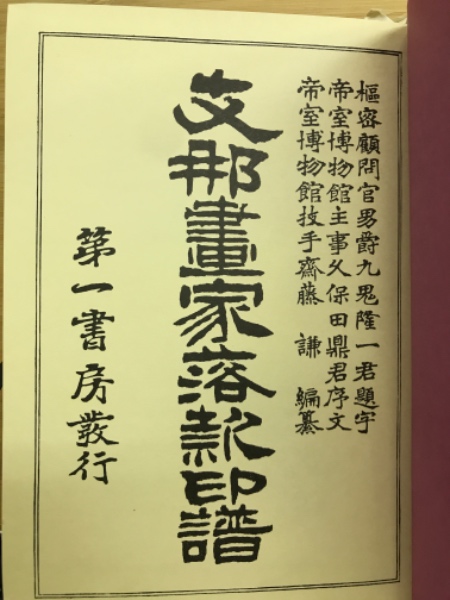 樞密顧問官男爵九鬼隆一君題字
帝室博物館主事久保田鼎君序文
帝室博物館技手齋藤謙編纂
支那畫家落款印譜
第一書房發行